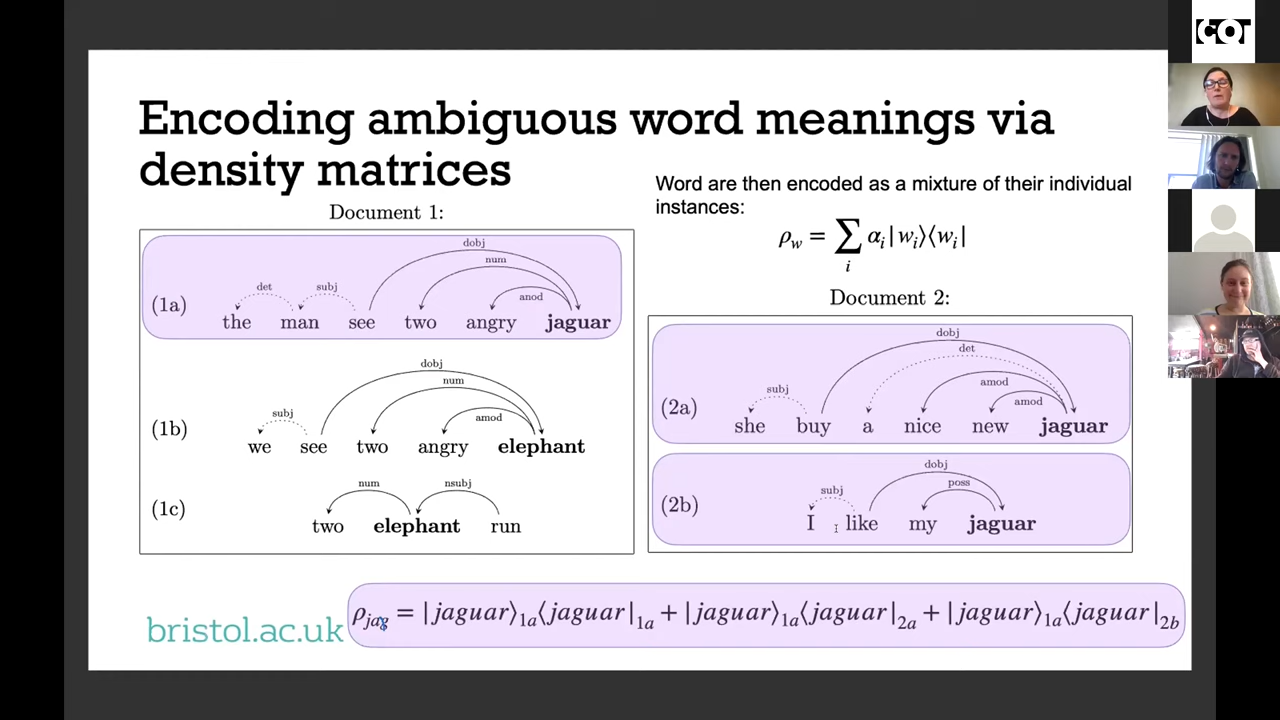 Encoding ambiguous word meanings via
density matrices
Document 1:
(1a)
dobj
num
det
subj
anod
the man see two angry jaguar
(1b)
dobj
num
subj
amod
we see two angry elephant
(1c)
num
nsubj
two elephant run
Word are then encoded as a mixture of their individual
instances:
ρ_w = ∑_i α_i |w_i⟩⟨w_i|
Document 2:
(2a)
dobj
det
subj
amod
amod
she buy a nice new jaguar
(2b)
dobj
subj
poss
I like my jaguar
bristol.ac.uk
ρ_jag = |jaguar⟩_1a⟨jaguar|_1a + |jaguar⟩_1a⟨jaguar|_2a + |jaguar⟩_1a⟨jaguar|_2b